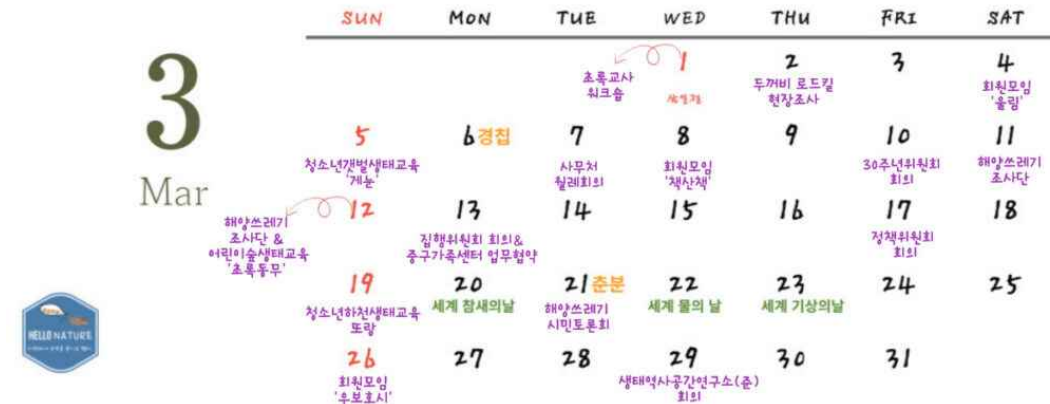 3
Mar
SUN MON TUE WED THU FRI SAT
1 2 3 4
초록교사
워크숍
삼일절
두꺼비 로드킬
현장조사
회원모임
'울림'
5 6 경칩 7 8 9 10 11
청소년갯벌생태교육
'게눈'
사무처
월례회의
회원모임
'책산책'
30주년위원회
회의
해양쓰레기
조사단
12 13 14 15 16 17 18
해양쓰레기
조사단 &
어린이숲생태교육
'초록동무'
집행위원회 회의&
중구가족센터 업무협약
정책위원회
회의
19 20 21 춘분 22 23 24 25
청소년하천생태교육
또랑
세계 참새의날
해양쓰레기
시민토론회
세계 물의 날
세계 기상의날
26 27 28 29 30 31
회원모임
'우보호시'
생태역사공간연구소(준)
회의
HELLO NATURE